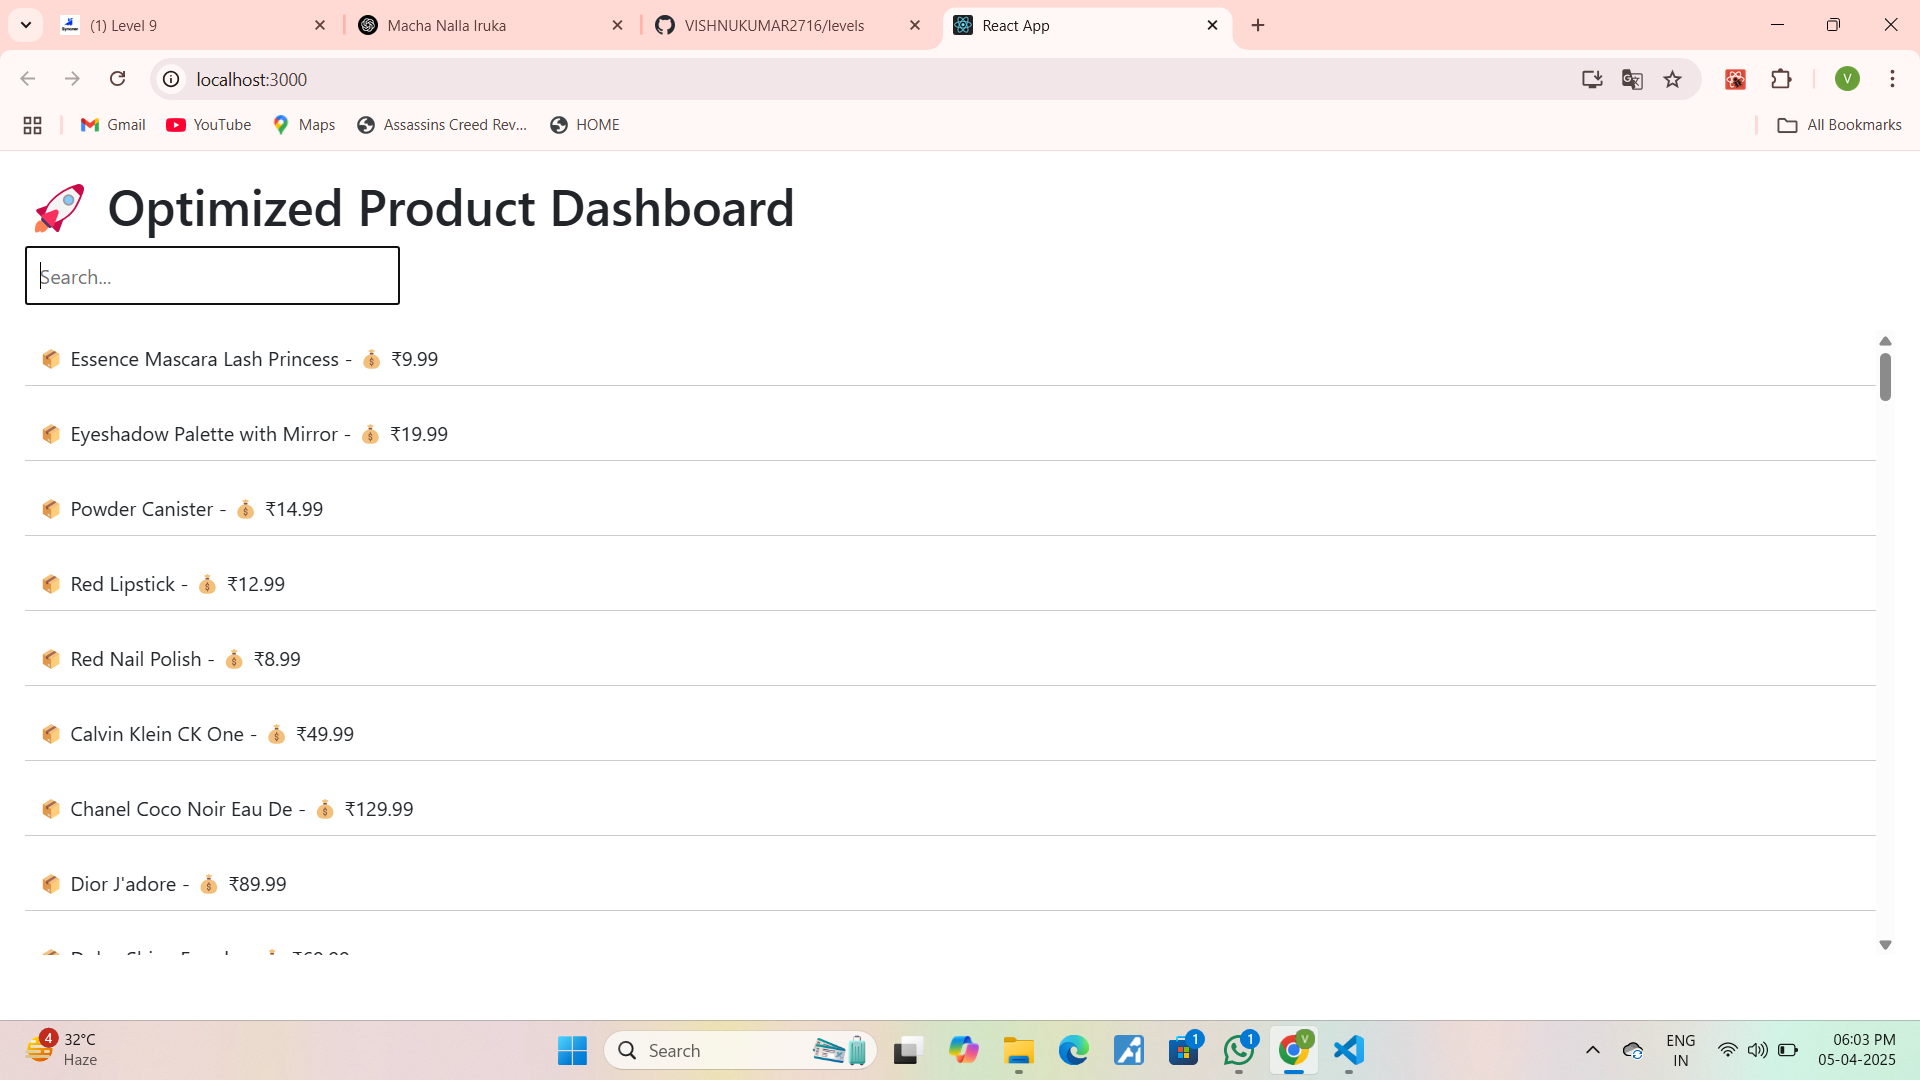 (1) Level 9
Macha Nalla Iruka
VISHNUKUMAR2716/levels
React App
localhost:3000
V
Gmail
YouTube
Maps
Assassins Creed Rev...
HOME
All Bookmarks
🚀 Optimized Product Dashboard
Search...
📦 Essence Mascara Lash Princess - 💰 ₹9.99
📦 Eyeshadow Palette with Mirror - 💰 ₹19.99
📦 Powder Canister - 💰 ₹14.99
📦 Red Lipstick - 💰 ₹12.99
📦 Red Nail Polish - 💰 ₹8.99
📦 Calvin Klein CK One - 💰 ₹49.99
📦 Chanel Coco Noir Eau De - 💰 ₹129.99
📦 Dior J'adore - 💰 ₹89.99
4
32°C
Haze
Search
1
1
V
ENG
IN
06:03 PM
05-04-2025